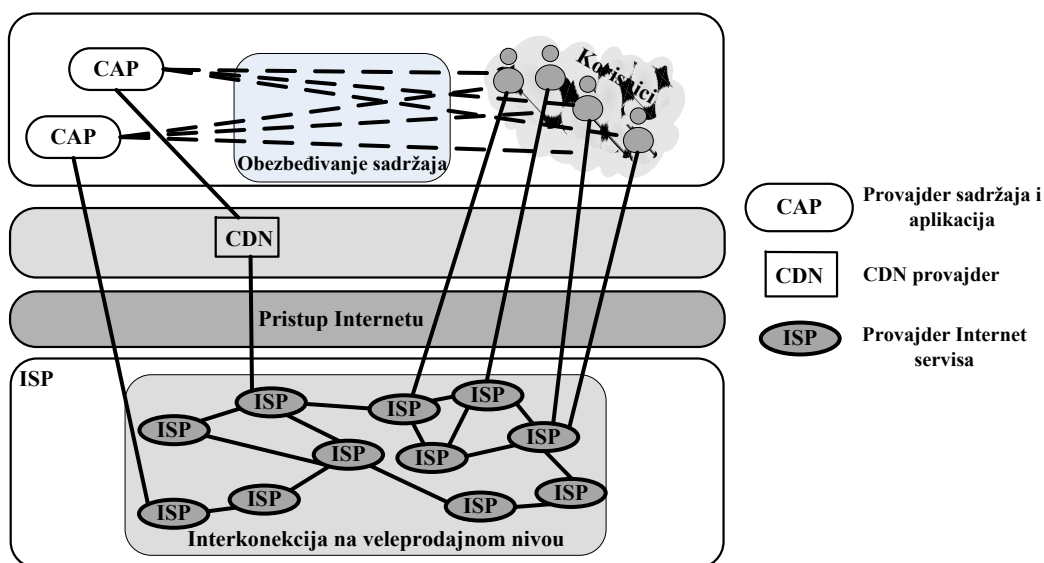 CAP
Korisnici
CAP
Obezbeđivanje sadržaja
CDN
Pristup Internetu
ISP
ISP
ISP
ISP
ISP
ISP
ISP
ISP
ISP
ISP
ISP
ISP
Interkonekcija na veleprodajnom nivou
CAP
Provajder sadržaja i
aplikacija
CDN
CDN provajder
ISP
Provajder Internet
servisa